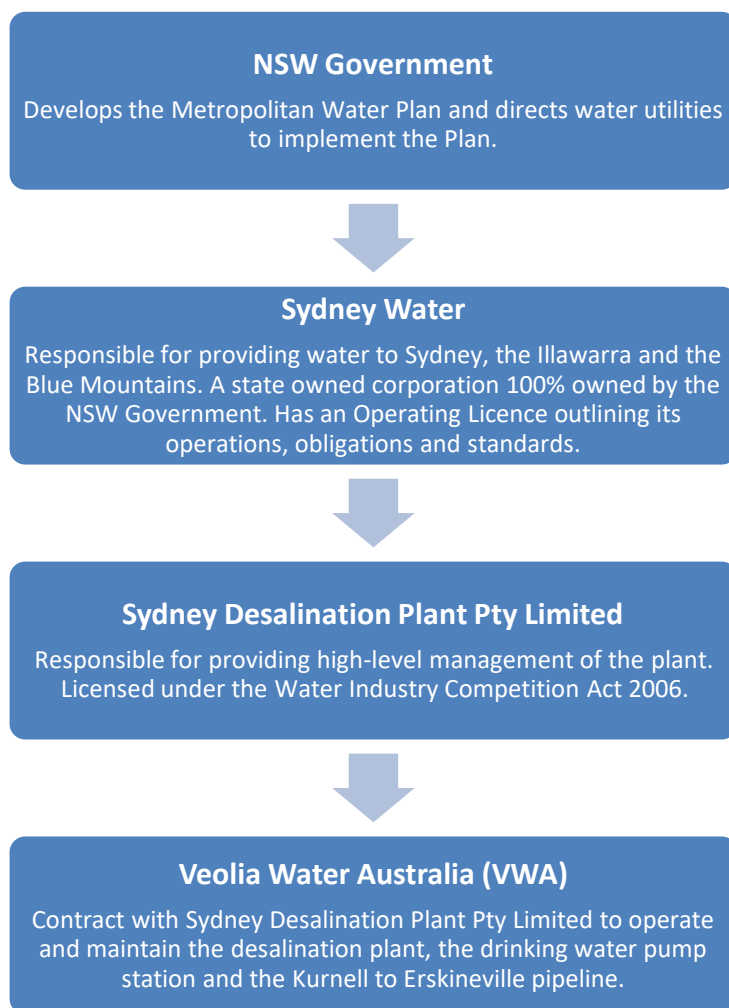 NSW Government
Develops the Metropolitan Water Plan and directs water utilities
to implement the Plan.
Sydney Water
Responsible for providing water to Sydney, the Illawarra and the
Blue Mountains. A state owned corporation 100% owned by the
NSW Government. Has an Operating Licence outlining its
operations, obligations and standards.
Sydney Desalination Plant Pty Limited
Responsible for providing high-level management of the plant.
Licensed under the Water Industry Competition Act 2006.
Veolia Water Australia (VWA)
Contract with Sydney Desalination Plant Pty Limited to operate
and maintain the desalination plant, the drinking water pump
station and the Kurnell to Erskineville pipeline.